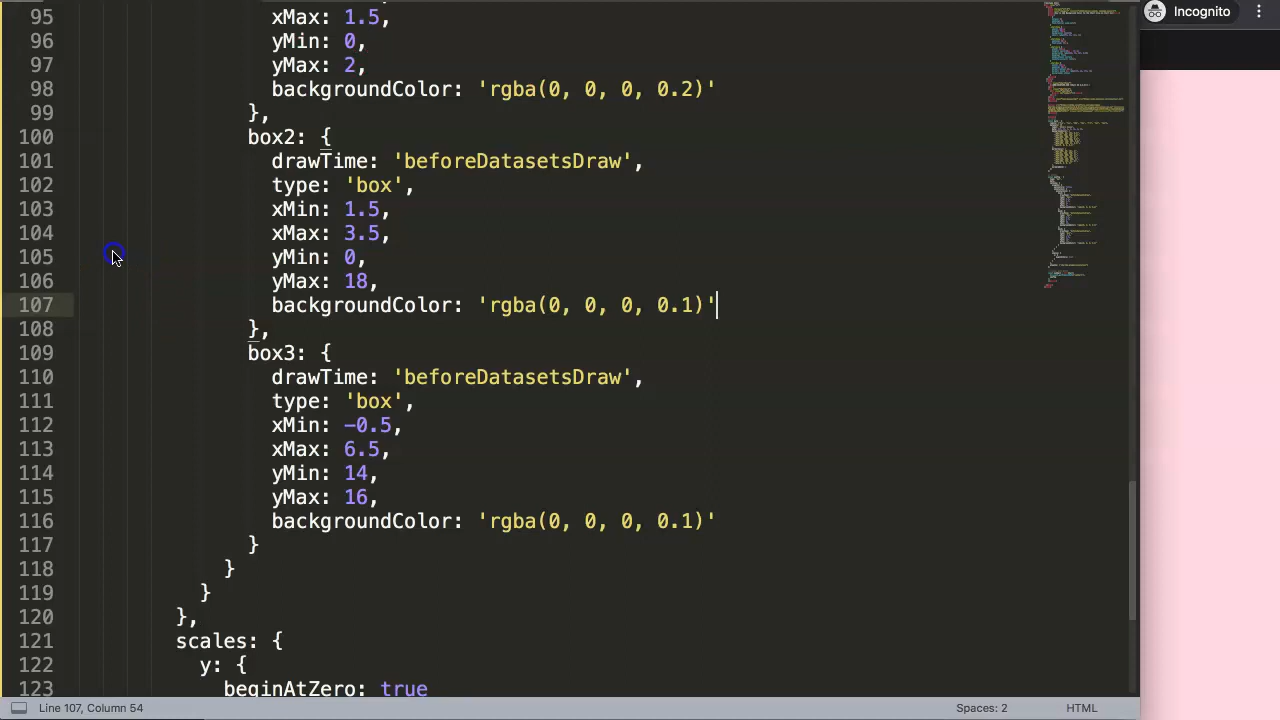 95 xMax: 1.5,
96 yMin: 0,
97 yMax: 2,
98 backgroundColor: 'rgba(0, 0, 0, 0.2)'
99 },
100 box2: {
101 drawTime: 'beforeDatasetsDraw',
102 type: 'box',
103 xMin: 1.5,
104 xMax: 3.5,
105 yMin: 0,
106 yMax: 18,
107 backgroundColor: 'rgba(0, 0, 0, 0.1)'
108 },
109 box3: {
110 drawTime: 'beforeDatasetsDraw',
111 type: 'box',
112 xMin: -0.5,
113 xMax: 6.5,
114 yMin: 14,
115 yMax: 16,
116 backgroundColor: 'rgba(0, 0, 0, 0.1)'
117 }
118 }
119 }
120 },
121 scales: {
122 y: {
123 beginAtZero: true
Line 107, Column 54
Spaces: 2
HTML
Incognito